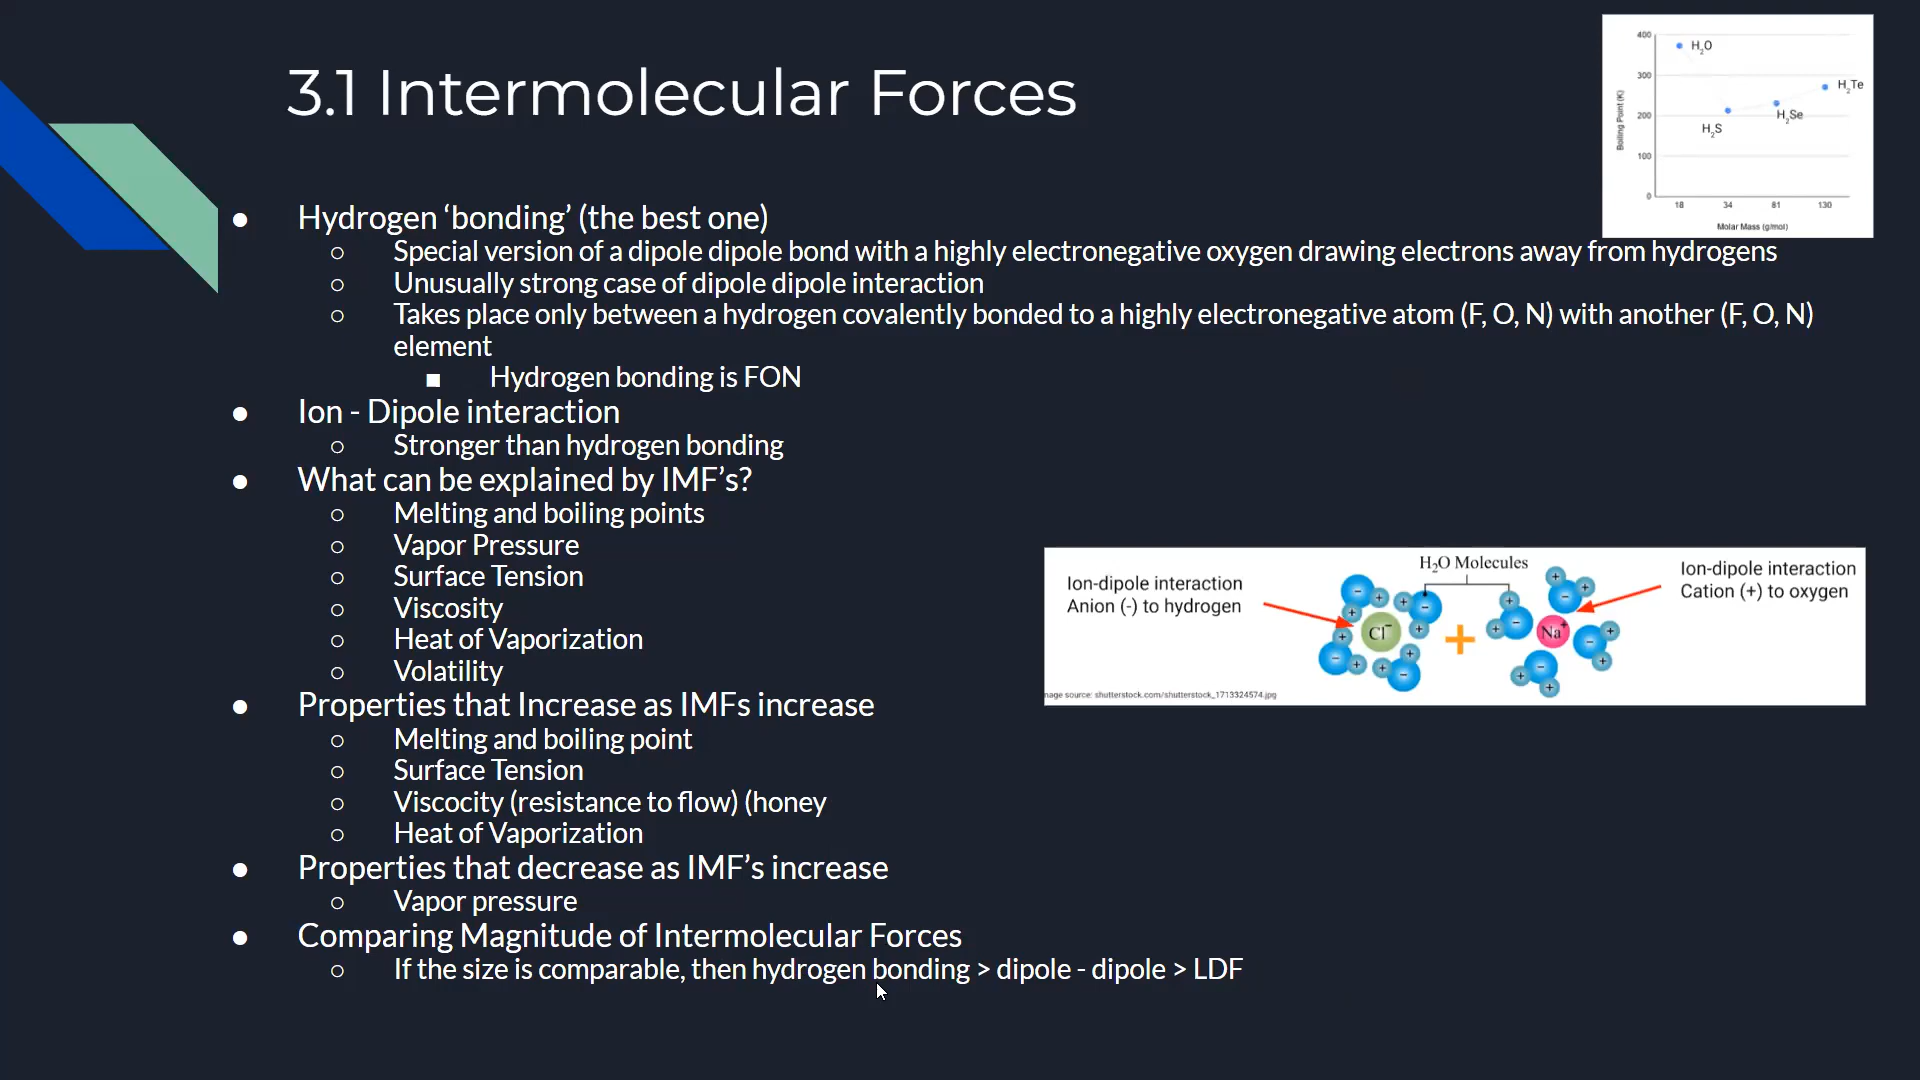 3.1 Intermolecular Forces
400
300
200
100
0
18
34
81
130
H2O
H2S
H2Se
H2Te
Boiling Point (K)
Molar Mass (g/mol)
● Hydrogen ‘bonding’ (the best one)
○ Special version of a dipole dipole bond with a highly electronegative oxygen drawing electrons away from hydrogens
○ Unusually strong case of dipole dipole interaction
○ Takes place only between a hydrogen covalently bonded to a highly electronegative atom (F, O, N) with another (F, O, N)
element
■ Hydrogen bonding is FON
● Ion - Dipole interaction
○ Stronger than hydrogen bonding
● What can be explained by IMF’s?
○ Melting and boiling points
○ Vapor Pressure
○ Surface Tension
○ Viscosity
○ Heat of Vaporization
○ Volatility
● Properties that Increase as IMFs increase
○ Melting and boiling point
○ Surface Tension
○ Viscocity (resistance to flow) (honey
○ Heat of Vaporization
● Properties that decrease as IMF’s increase
○ Vapor pressure
● Comparing Magnitude of Intermolecular Forces
○ If the size is comparable, then hydrogen bonding > dipole - dipole > LDF
H2O Molecules
Ion-dipole interaction
Anion (-) to hydrogen
Cl-
+
Na+
Ion-dipole interaction
Cation (+) to oxygen
nage source: shutterstock.com/shutterstock_1713324574.jpg